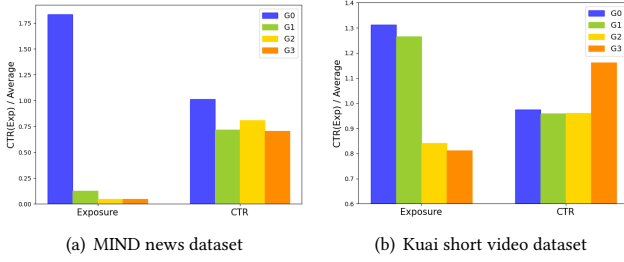 CTR(Exp) / Average
1.75
1.50
1.25
1.00
0.75
0.50
0.25
0.00
G0
G1
G2
G3
Exposure CTR
(a) MIND news dataset
CTR(Exp) / Average
1.4
1.3
1.2
1.1
1.0
0.9
0.8
0.7
0.6
G0
G1
G2
G3
Exposure CTR
(b) Kuai short video dataset